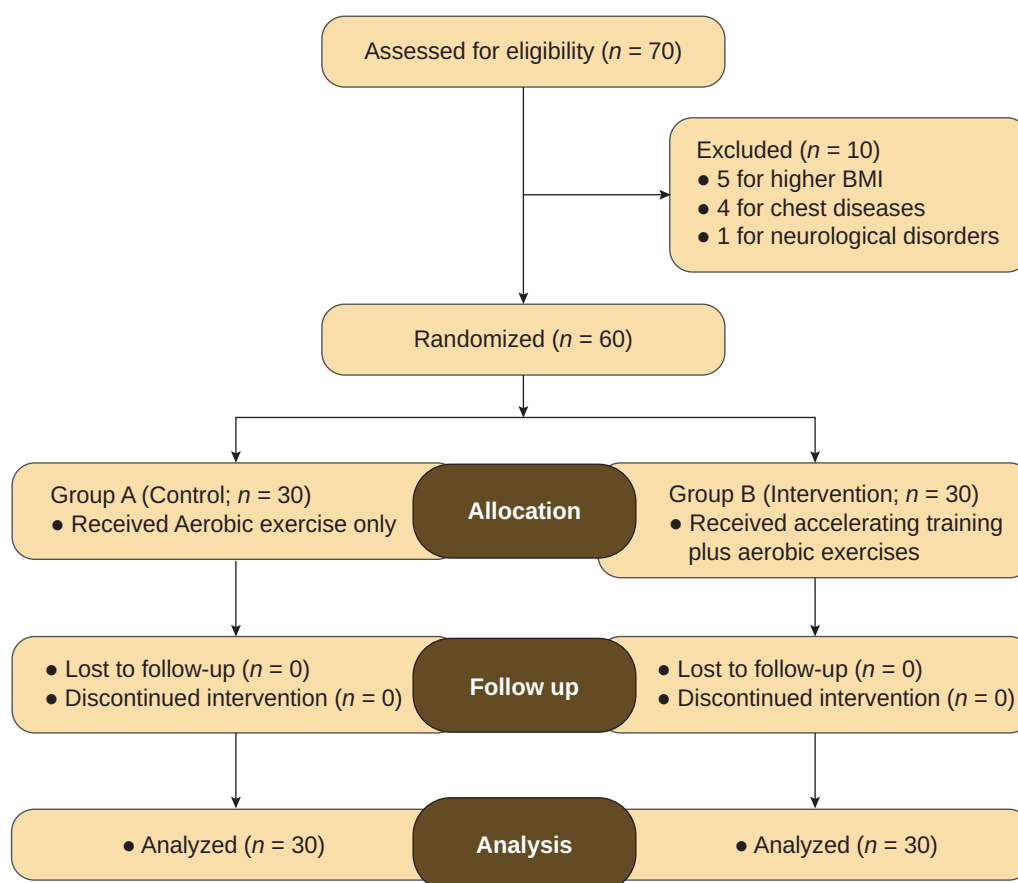 Assessed for eligibility (n = 70)
Excluded (n = 10)
● 5 for higher BMI
● 4 for chest diseases
● 1 for neurological disorders
Randomized (n = 60)
Group A (Control; n = 30)
● Received Aerobic exercise only
Allocation
Group B (Intervention; n = 30)
● Received accelerating training
plus aerobic exercises
● Lost to follow-up (n = 0)
● Discontinued intervention (n = 0)
Follow up
● Lost to follow-up (n = 0)
● Discontinued intervention (n = 0)
● Analyzed (n = 30)
Analysis
● Analyzed (n = 30)